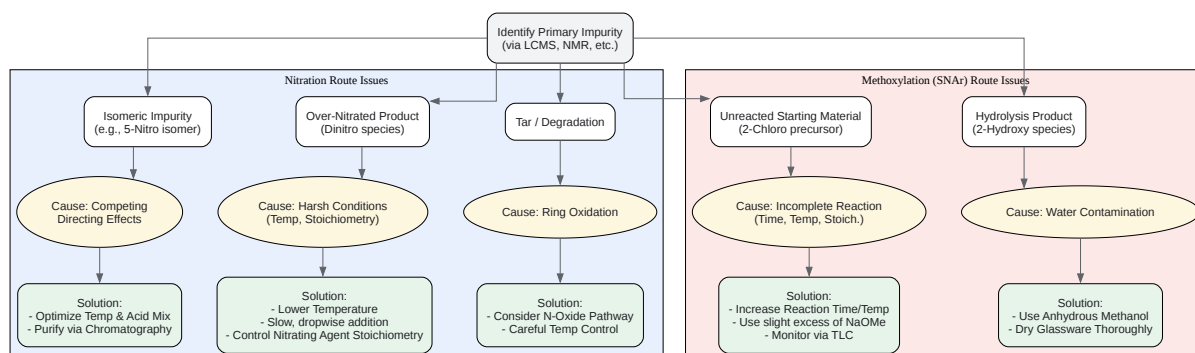 Identify Primary Impurity
(via LCMS, NMR, etc.)
Nitration Route Issues
Methoxylation (SNAr) Route Issues
Isomeric Impurity
(e.g., 5-Nitro isomer)
Over-Nitrated Product
(Dinitro species)
Tar / Degradation
Unreacted Starting Material
(2-Chloro precursor)
Hydrolysis Product
(2-Hydroxy species)
Cause: Competing
Directing Effects
Cause: Harsh Conditions
(Temp, Stoichiometry)
Cause: Ring Oxidation
Cause: Incomplete Reaction
(Time, Temp, Stoich.)
Cause: Water Contamination
Solution:
- Optimize Temp & Acid Mix
- Purify via Chromatography
Solution:
- Lower Temperature
- Slow, dropwise addition
- Control Nitrating Agent Stoichiometry
Solution:
- Consider N-Oxide Pathway
- Careful Temp Control
Solution:
- Increase Reaction Time/Temp
- Use slight excess of NaOMe
- Monitor via TLC
Solution:
- Use Anhydrous Methanol
- Dry Glassware Thoroughly